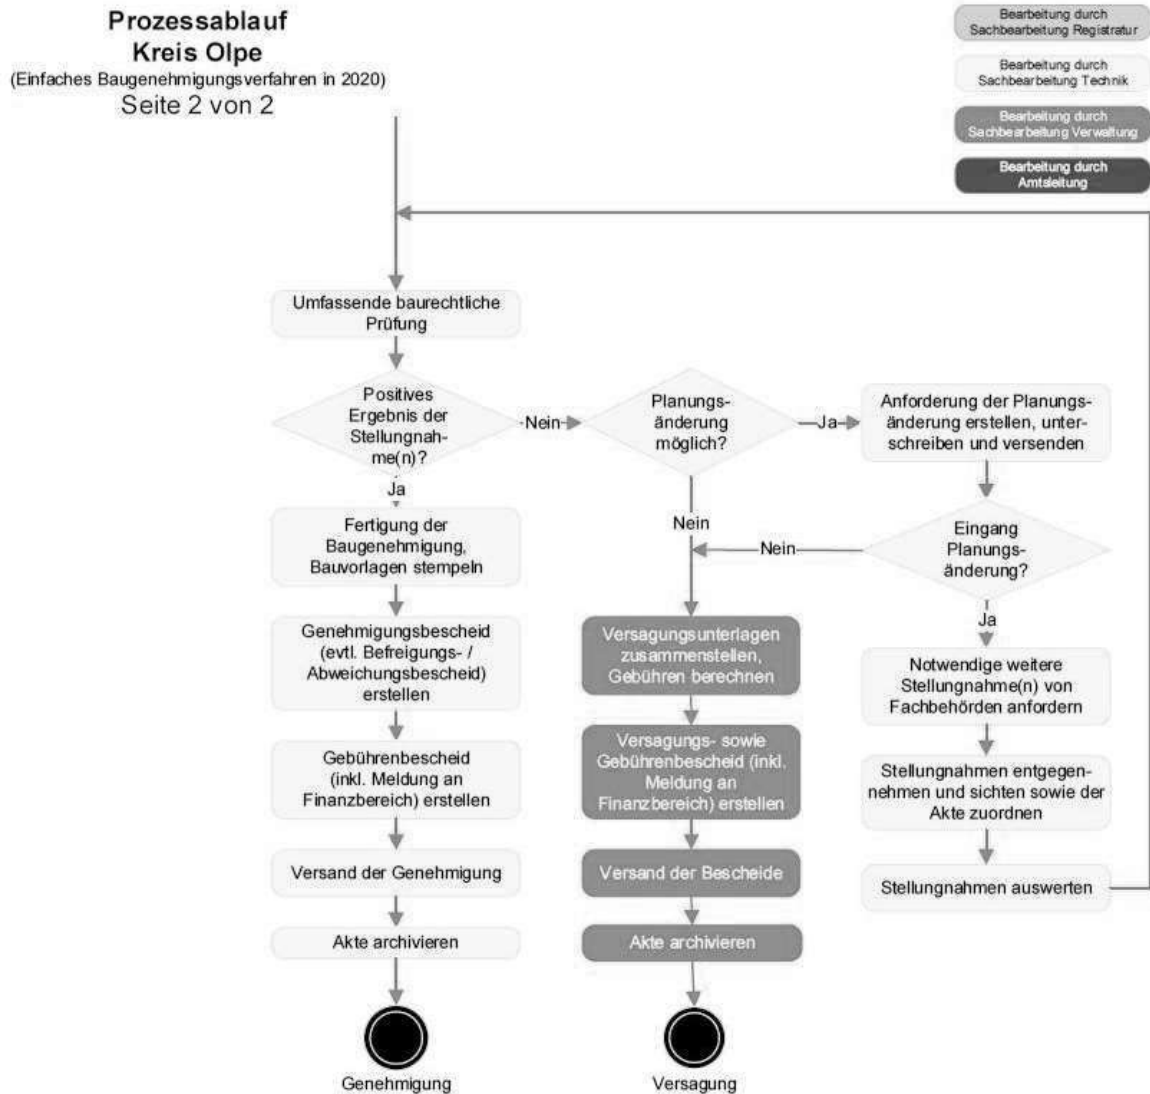 Prozessablauf
Kreis Olpe
(Einfaches Baugenehmigungsverfahren in 2020)
Seite 2 von 2
Bearbeitung durch
Sachbearbeitung Registratur
Bearbeitung durch
Sachbearbeitung Technik
Bearbeitung durch
Sachbearbeitung Verwaltung
Bearbeitung durch
Amtsleitung
Umfassende baurechtliche
Prüfung
Positives
Ergebnis der
Stellungnah-
me(n)?
Nein
Planungs-
änderung
möglich?
Ja
Anforderung der Planungs-
änderung erstellen, unter-
schreiben und versenden
Ja
Nein
Nein
Eingang
Planungs-
änderung?
Ja
Fertigung der
Baugenehmigung,
Bauvorlagen stempeln
Genehmigungsbescheid
(evtl. Befreigungs- /
Abweichungsbescheid)
erstellen
Gebührenbescheid
(inkl. Meldung an
Finanzbereich) erstellen
Versand der Genehmigung
Akte archivieren
Genehmigung
Versagungsunterlagen
zusammenstellen,
Gebühren berechnen
Versagungs- sowie
Gebührenbescheid (inkl.
Meldung an
Finanzbereich) erstellen
Versand der Bescheide
Akte archivieren
Versagung
Notwendige weitere
Stellungnahme(n) von
Fachbehörden anfordern
Stellungnahmen entgegen-
nehmen und sichten sowie der
Akte zuordnen
Stellungnahmen auswerten